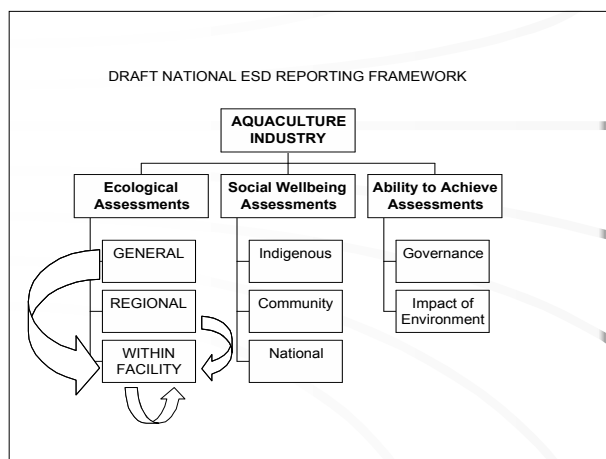 DRAFT NATIONAL ESD REPORTING FRAMEWORK
AQUACULTURE
INDUSTRY
Ecological
Assessments
GENERAL
REGIONAL
WITHIN
FACILITY
Social Wellbeing
Assessments
Indigenous
Community
National
Ability to Achieve
Assessments
Governance
Impact of
Environment